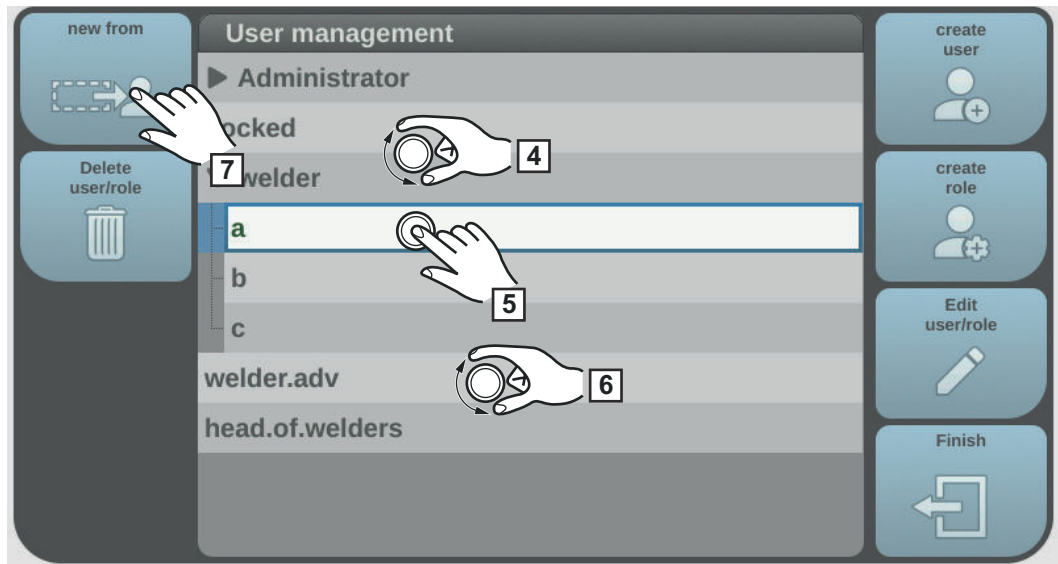 new from
User management
create
user
Administrator
ocked
4
7
Delete
user/role
welder
create
role
a
b
5
c
Edit
user/role
welder.adv
6
head.of.welders
Finish